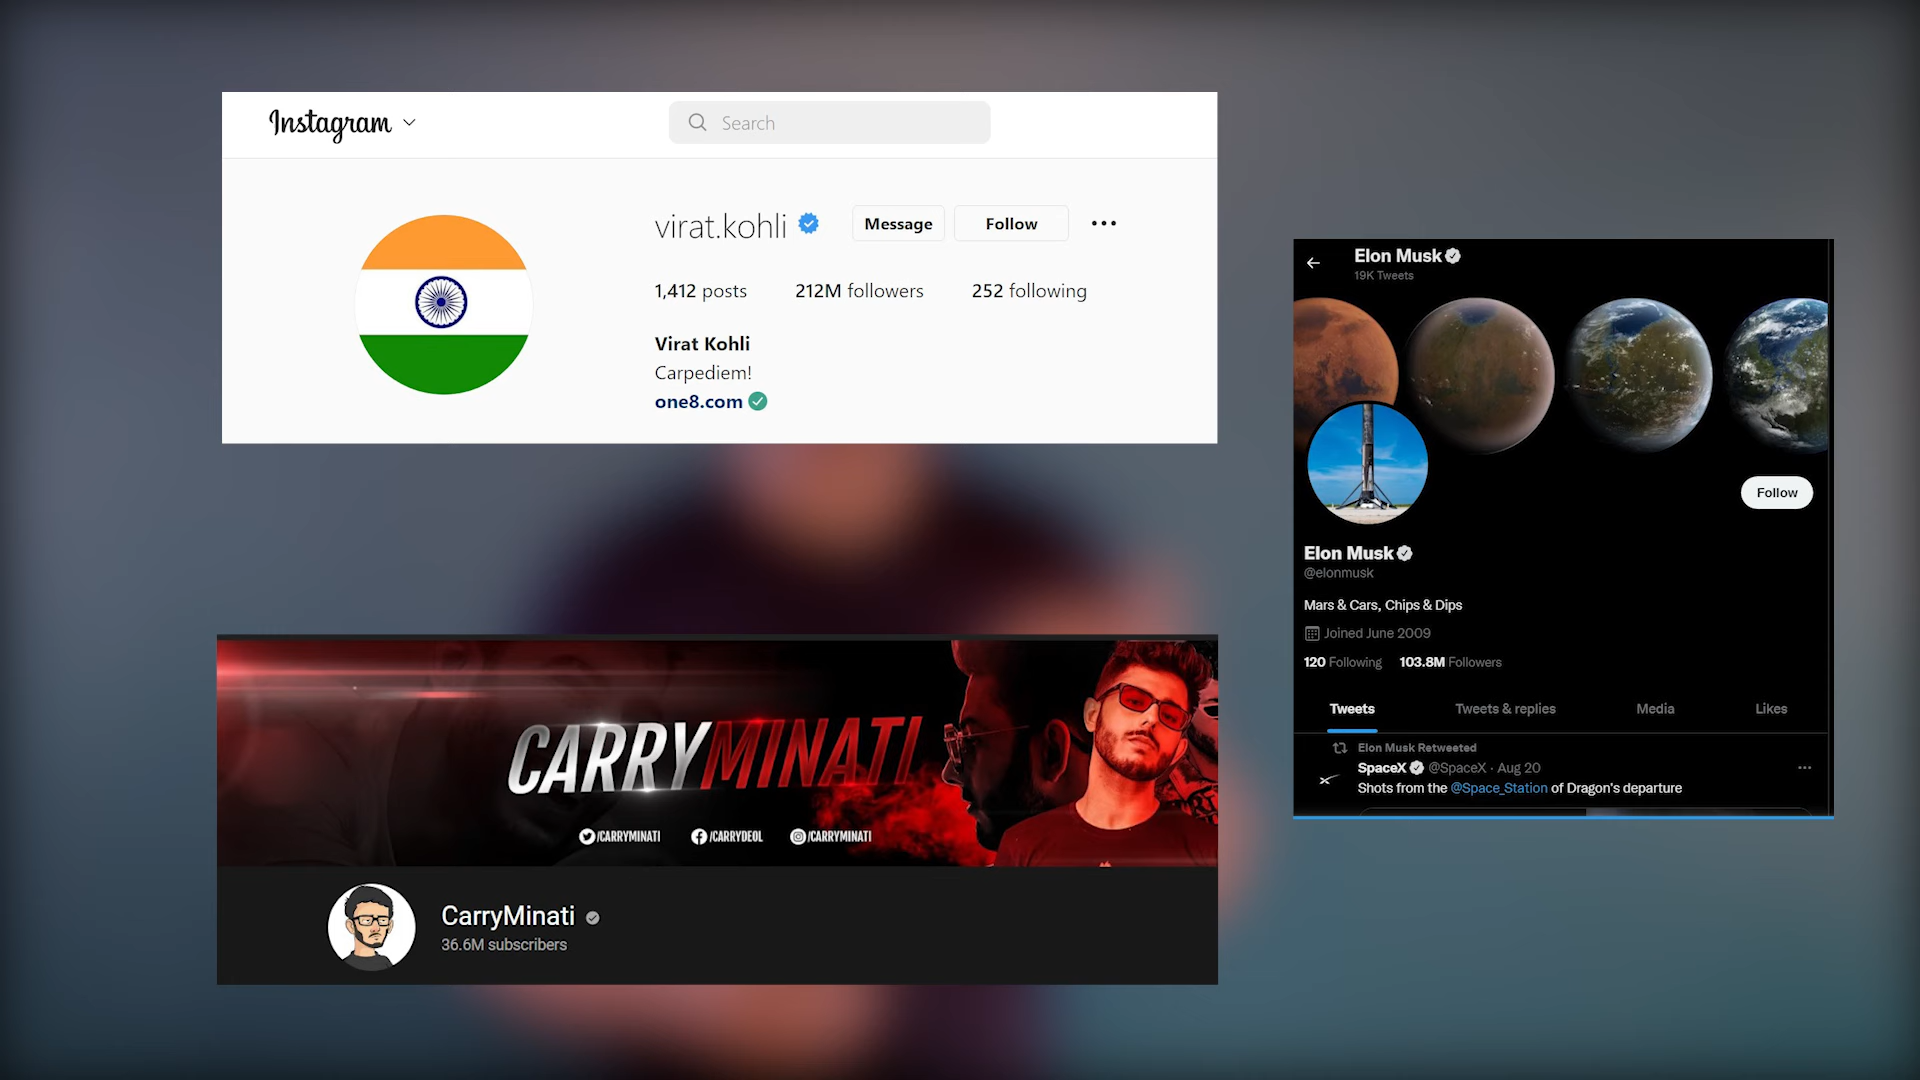 Instagram
Search
virat.kohli
Message
Follow
1,412 posts
212M followers
252 following
Virat Kohli
Carpediem!
one8.com
CARRYMINATI
/CARRYMINATI
/CARRYDEOL
/CARRYMINATI
CarryMinati
36.6M subscribers
Elon Musk
19K Tweets
Follow
Elon Musk
@elonmusk
Mars & Cars, Chips & Dips
Joined June 2009
120 Following 103.8M Followers
Tweets
Tweets & replies
Media
Likes
Elon Musk Retweeted
SpaceX @SpaceX · Aug 20
Shots from the @Space_Station of Dragon's departure